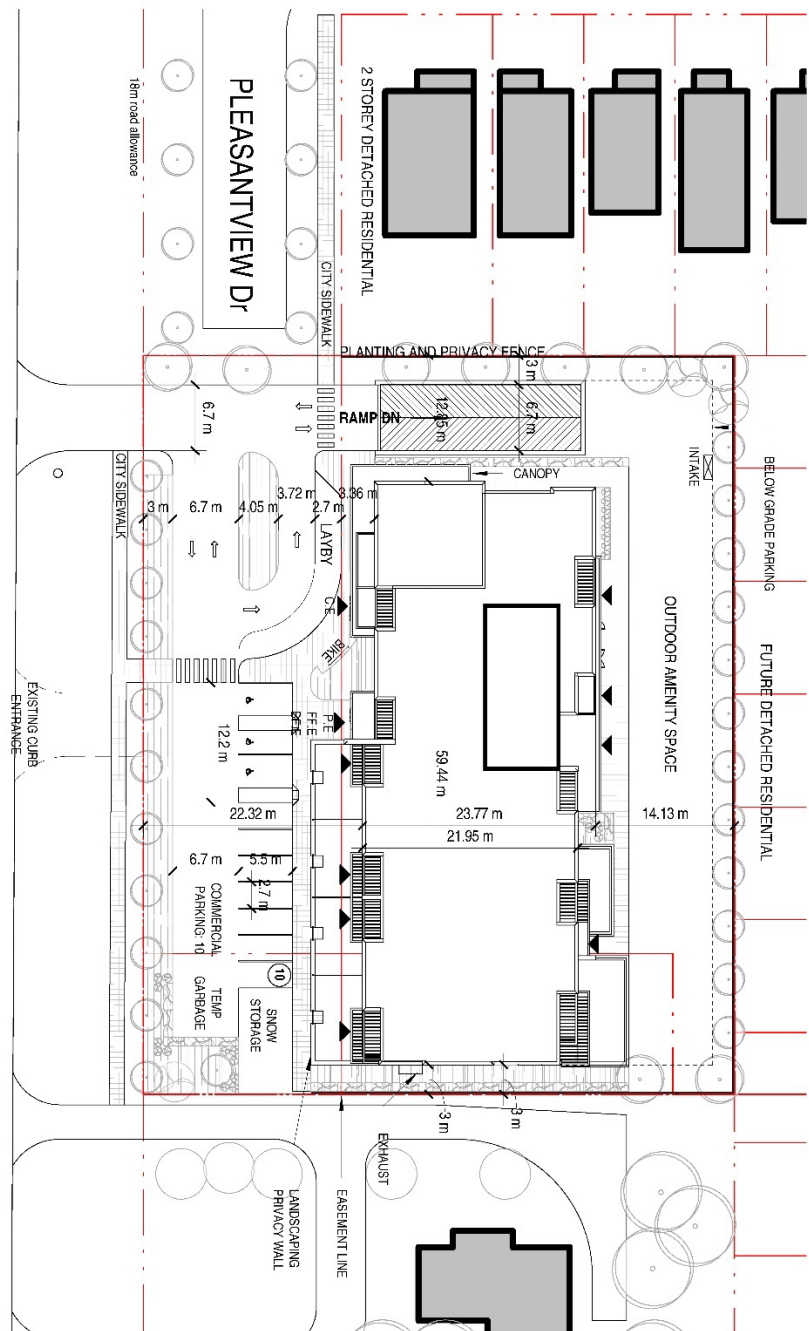 PLEASANTVIEW Dr
18m road allowance
2 STOREY DETACHED RESIDENTIAL
CITY SIDEWALK
PLANTING AND PRIVACY FENCE
3 m
6.7 m
RAMP DN
12.85 m
6.7 m
CANOPY
INTAKE
BELOW GRADE PARKING
CITY SIDEWALK
3 m
6.7 m
4.05 m
3.72 m
2.7 m
3.36 m
LAYBY
C.E
BIKE
P.E
FF.E
OUTDOOR AMENITY SPACE
FUTURE DETACHED RESIDENTIAL
EXISTING CURB
ENTRANCE
12.2 m
59.44 m
22.32 m
23.77 m
14.13 m
21.95 m
6.7 m
5.5 m
2.7 m
COMMERCIAL
PARKING: 10
10
TEMP
GARBAGE
SNOW
STORAGE
3 m
3 m
EXHAUST
LANDSCAPING
PRIVACY WALL
EASEMENT LINE